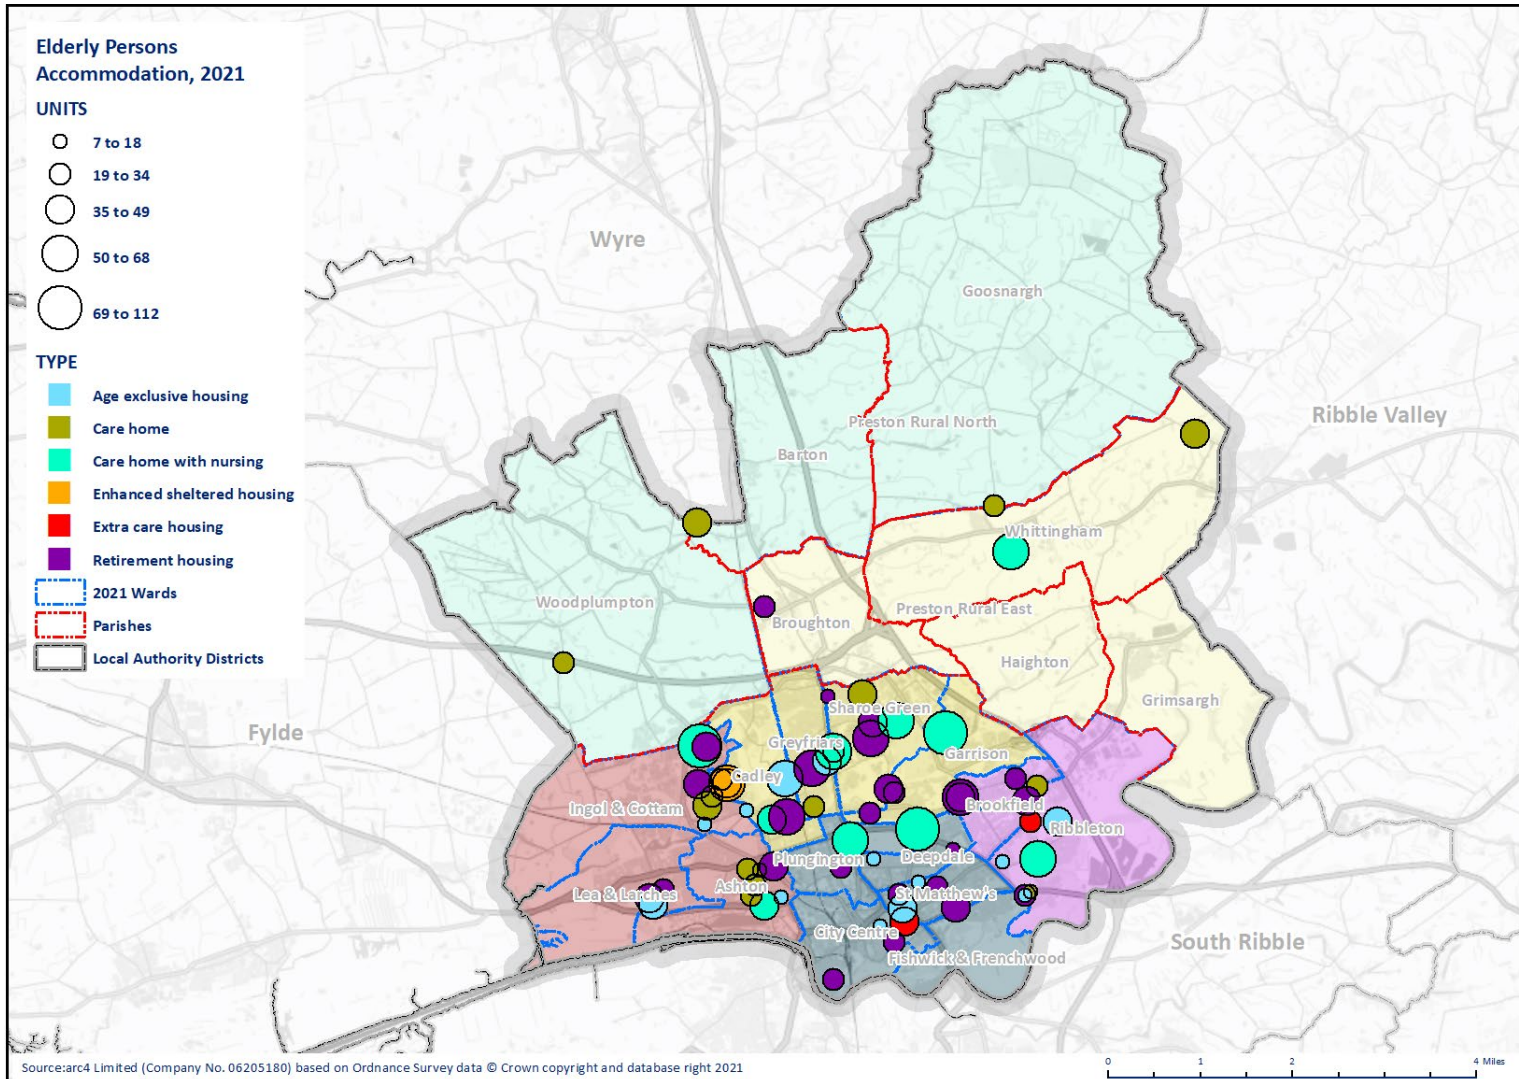 Elderly Persons
Accommodation, 2021
UNITS
7 to 18
19 to 34
35 to 49
50 to 68
69 to 112
TYPE
Age exclusive housing
Care home
Care home with nursing
Enhanced sheltered housing
Extra care housing
Retirement housing
2021 Wards
Parishes
Local Authority Districts
Wyre
Goosnargh
Ribble Valley
Preston Rural North
Barton
Whittingham
Woodplumpton
Preston Rural East
Broughton
Haighton
Grimsargh
Sharoe Green
Fylde
Greyfriars
Garrison
Cadley
Ingol & Cottam
Brookfield
Ribbleton
Plungington
Deepdale
Lea & Larches
Ashton
St Matthew's
City Centre
South Ribble
Fishwick & Frenchwood
Source:arc4 Limited (Company No. 06205180) based on Ordnance Survey data © Crown copyright and database right 2021
0 1 2 4 Miles